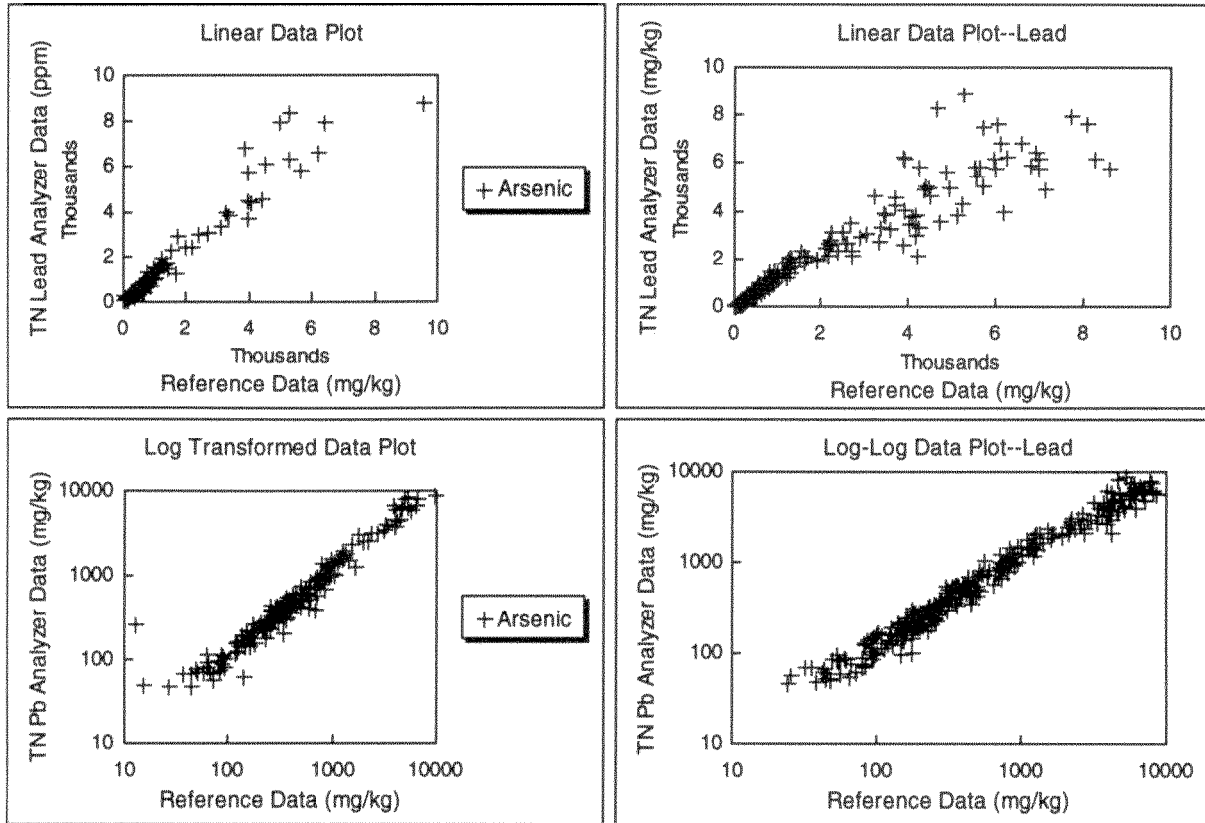 Linear Data Plot
TN Lead Analyzer Data (ppm)
Thousands
10
8
6
4
2
0
0 2 4 6 8 10
Thousands
Reference Data (mg/kg)
+ Arsenic
Linear Data Plot--Lead
TN Lead Analyzer Data (mg/kg)
Thousands
10
8
6
4
2
0
0 2 4 6 8 10
Thousands
Reference Data (mg/kg)
Log Transformed Data Plot
TN Pb Analyzer Data (mg/kg)
10000
1000
100
10
10 100 1000 10000
Reference Data (mg/kg)
+ Arsenic
Log-Log Data Plot--Lead
TN Pb Analyzer Data (mg/kg)
10000
1000
100
10
10 100 1000 10000
Reference Data (mg/kg)